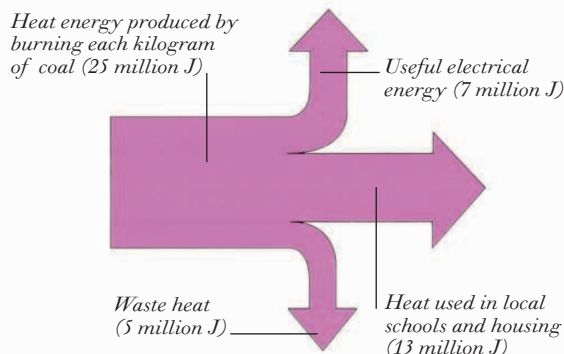 Heat energy produced by
burning each kilogram
of coal (25 million J)
Useful electrical
energy (7 million J)
Waste heat
(5 million J)
Heat used in local
schools and housing
(13 million J)